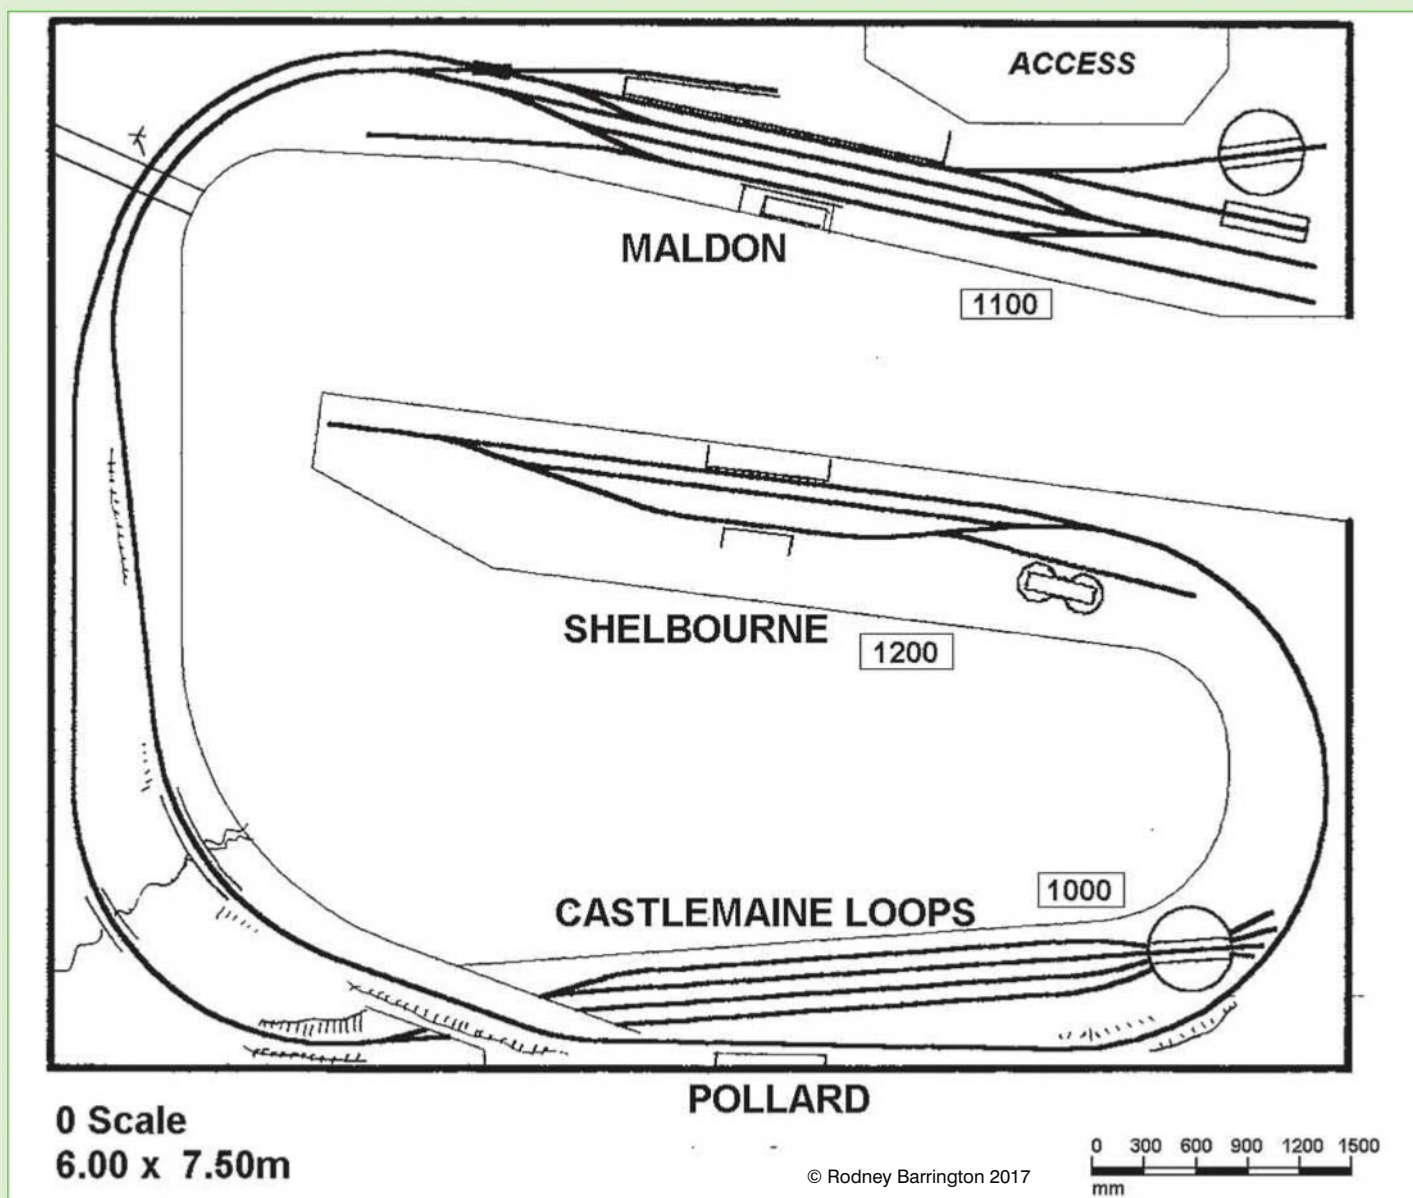 ACCESS
MALDON
1100
SHELBOURNE
1200
1000
CASTLEMAINE LOOPS
POLLARD
0 Scale
6.00 x 7.50m
© Rodney Barrington 2017
0 300 600 900 1200 1500
mm